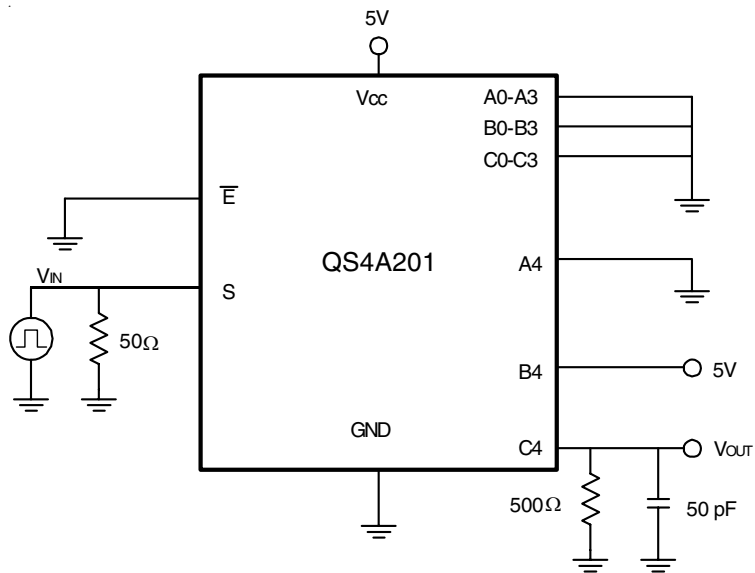 5V
Vcc
A0-A3
B0-B3
C0-C3
E
QS4A201
A4
VIN
S
50Ω
B4
5V
GND
C4
VOUT
500Ω
50 pF